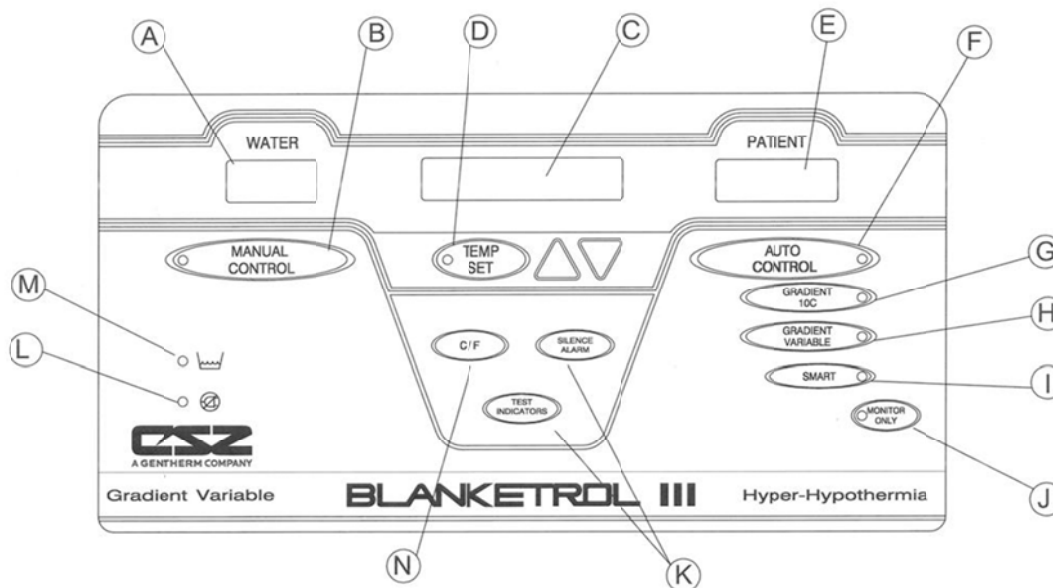 A
B
D
C
E
F
WATER
PATIENT
MANUAL
CONTROL
TEMP
SET
AUTO
CONTROL
G
GRADIENT
10C
M
H
GRADIENT
VARIABLE
C/F
SILENCE
ALARM
L
SMART
I
TEST
INDICATORS
MONITOR
ONLY
CSZ
A GENTHERM COMPANY
Gradient Variable
BLANKETROL III
Hyper-Hypothermia
J
N
K